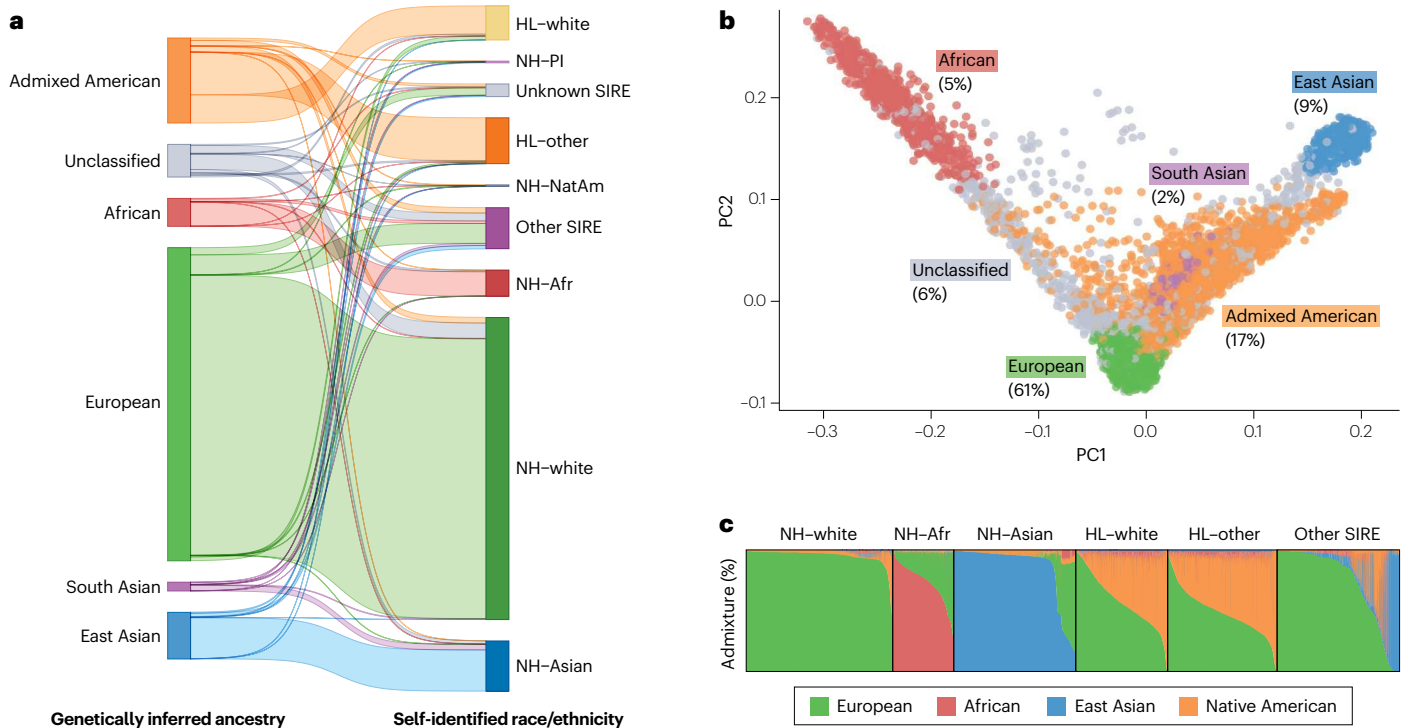 a
Admixed American
Unclassified
African
European
South Asian
East Asian
HL–white
NH–PI
Unknown SIRE
HL–other
NH–NatAm
Other SIRE
NH–Afr
NH–white
NH–Asian
Genetically inferred ancestry
Self-identified race/ethnicity
b
African
(5%)
East Asian
(9%)
South Asian
(2%)
Unclassified
(6%)
Admixed American
(17%)
European
(61%)
PC2
0.2
0.1
0.0
–0.1
–0.3 –0.2 –0.1 0.0 0.1 0.2
PC1
c
NH–white NH–Afr NH–Asian HL–white HL–other Other SIRE
Admixture (%)
European African East Asian Native American